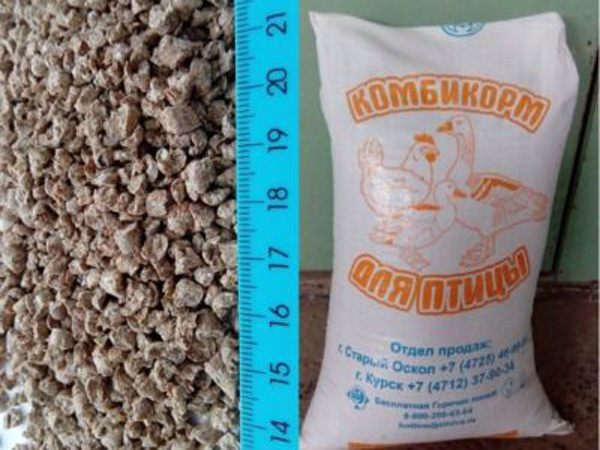 21
20
19
18
17
16
15
14
КОМБИКОРМ
ДЛЯ ПТИЦЫ
Отдел продаж:
г. Старый Оскол +7 (4725)
г. Курск +7 (4712) 37-00-34
Бесплатная Горячая линия: